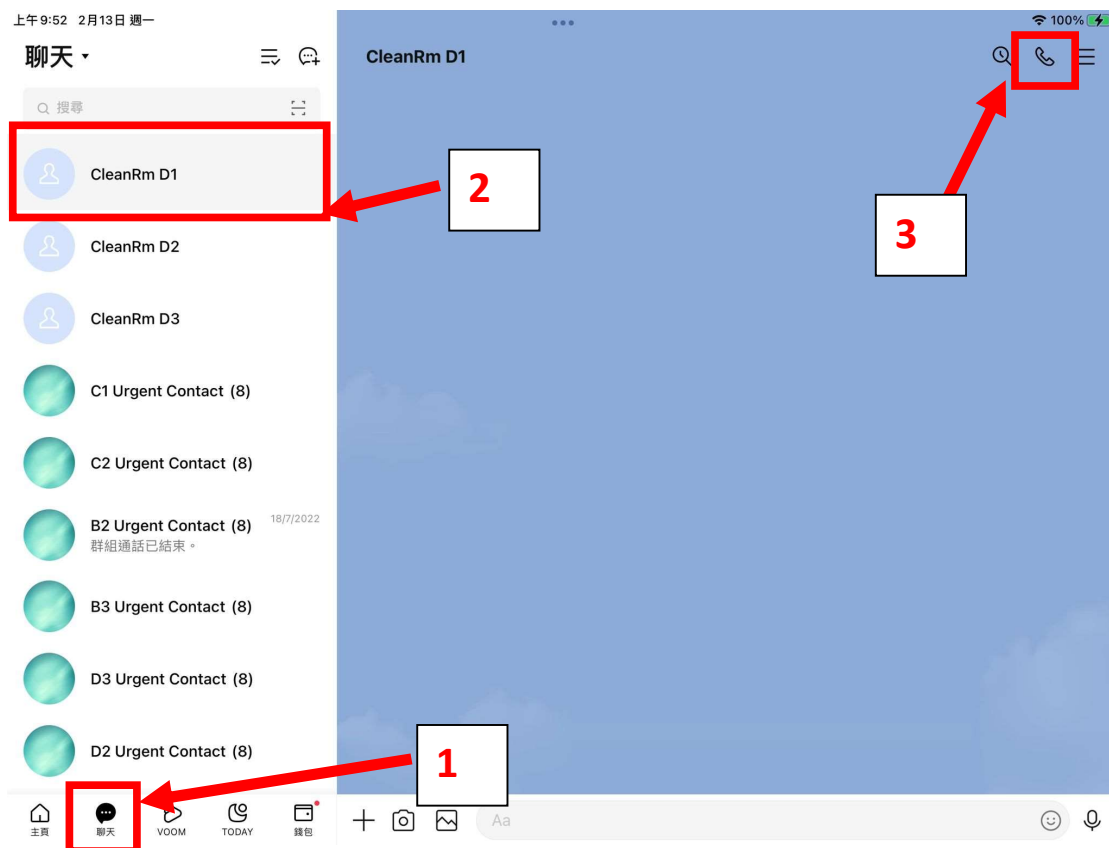 上午9:52 2月13日 週一
100%
聊天
CleanRm D1
搜尋
CleanRm D1
2
3
CleanRm D2
CleanRm D3
C1 Urgent Contact (8)
C2 Urgent Contact (8)
B2 Urgent Contact (8) 18/7/2022
群組通話已結束。
B3 Urgent Contact (8)
D3 Urgent Contact (8)
D2 Urgent Contact (8)
1
主頁 聊天 VOOM TODAY 錢包
Aa